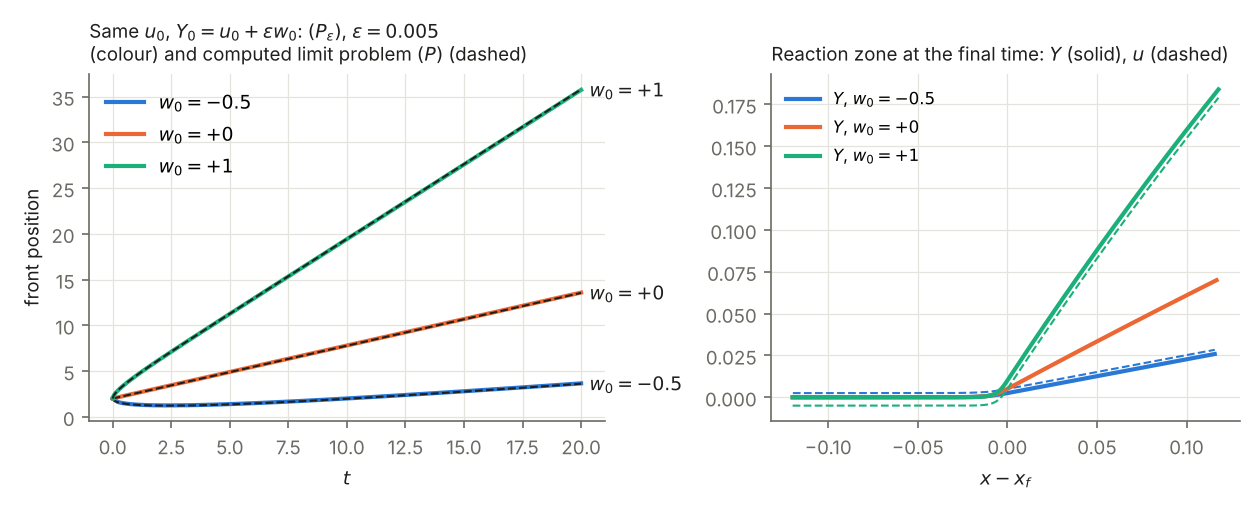 Same u₀, Y₀ = u₀ + εw₀: (Pε), ε = 0.005
(colour) and computed limit problem (P) (dashed)
w₀ = −0.5
w₀ = +0
w₀ = +1
w₀ = +1
w₀ = +0
w₀ = −0.5
front position
35
30
25
20
15
10
5
0
0.0 2.5 5.0 7.5 10.0 12.5 15.0 17.5 20.0
t
Reaction zone at the final time: Y (solid), u (dashed)
Y, w₀ = −0.5
Y, w₀ = +0
Y, w₀ = +1
0.175
0.150
0.125
0.100
0.075
0.050
0.025
0.000
−0.10 −0.05 0.00 0.05 0.10
x − x_f